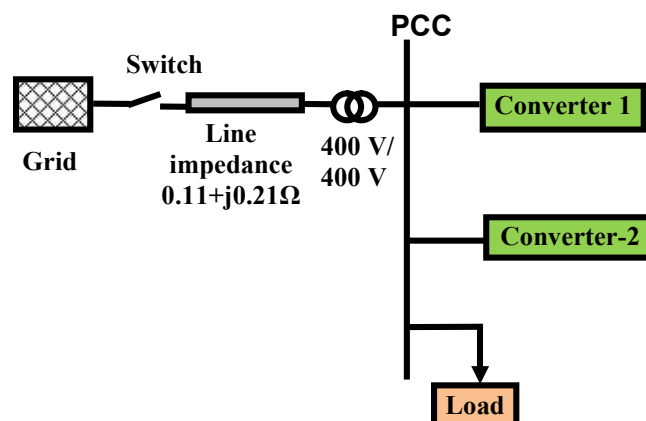 PCC
Switch
Converter 1
Grid
Line
impedance
0.11+j0.21Ω
400 V/
400 V
Converter-2
Load